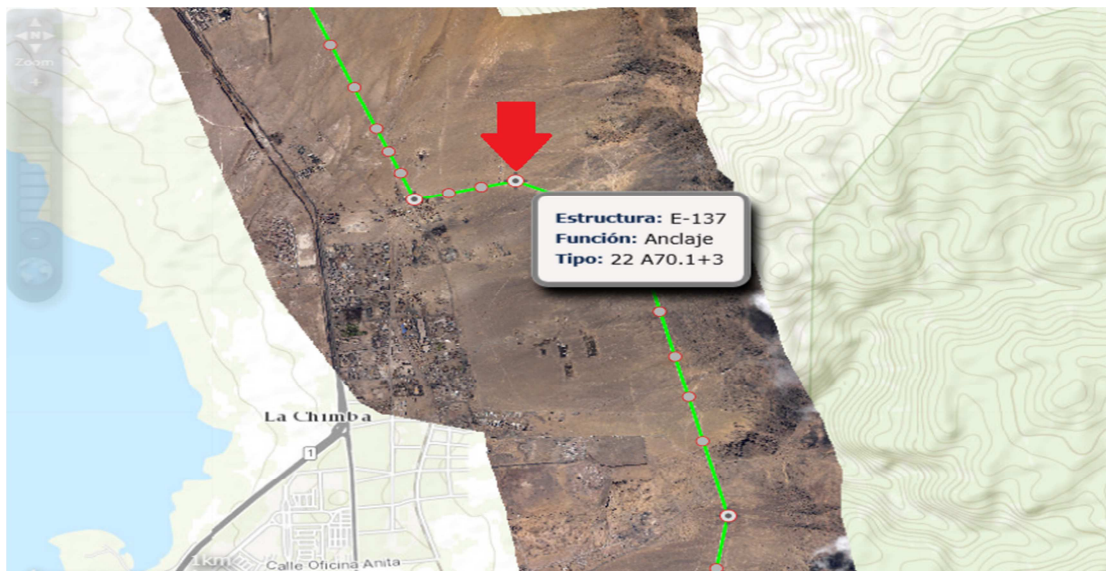 N
Zoom
Estructura: E-137
Función: Anclaje
Tipo: 22 A70.1+3
La Chimba
1
1km
Calle Oficina Anita